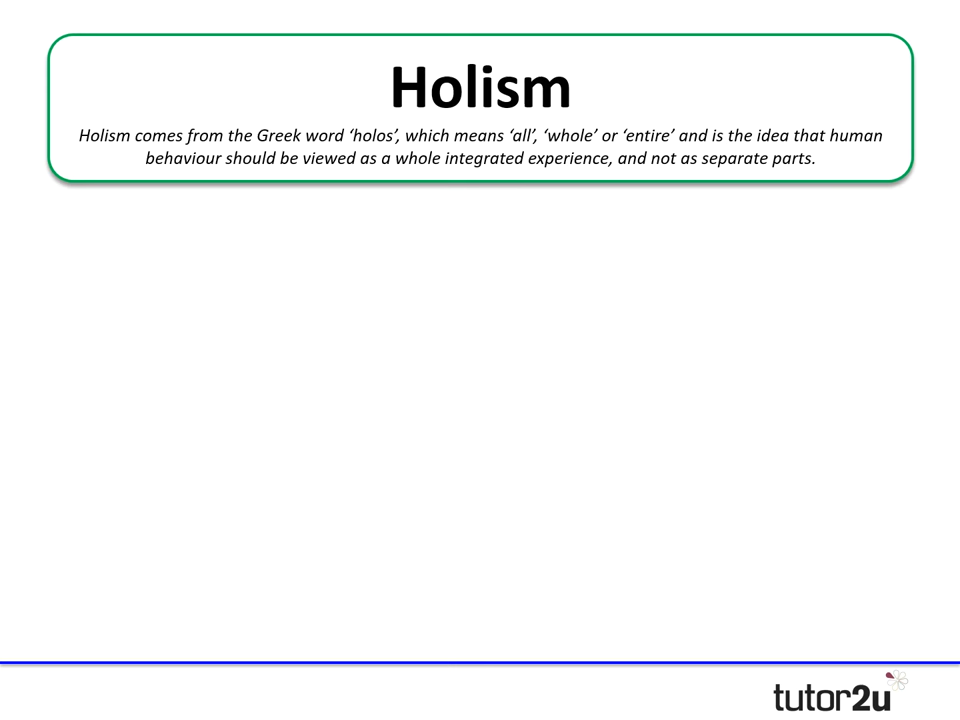 Holism
Holism comes from the Greek word ‘holos’, which means ‘all’, ‘whole’ or ‘entire’ and is the idea that human
behaviour should be viewed as a whole integrated experience, and not as separate parts.
tutor2u